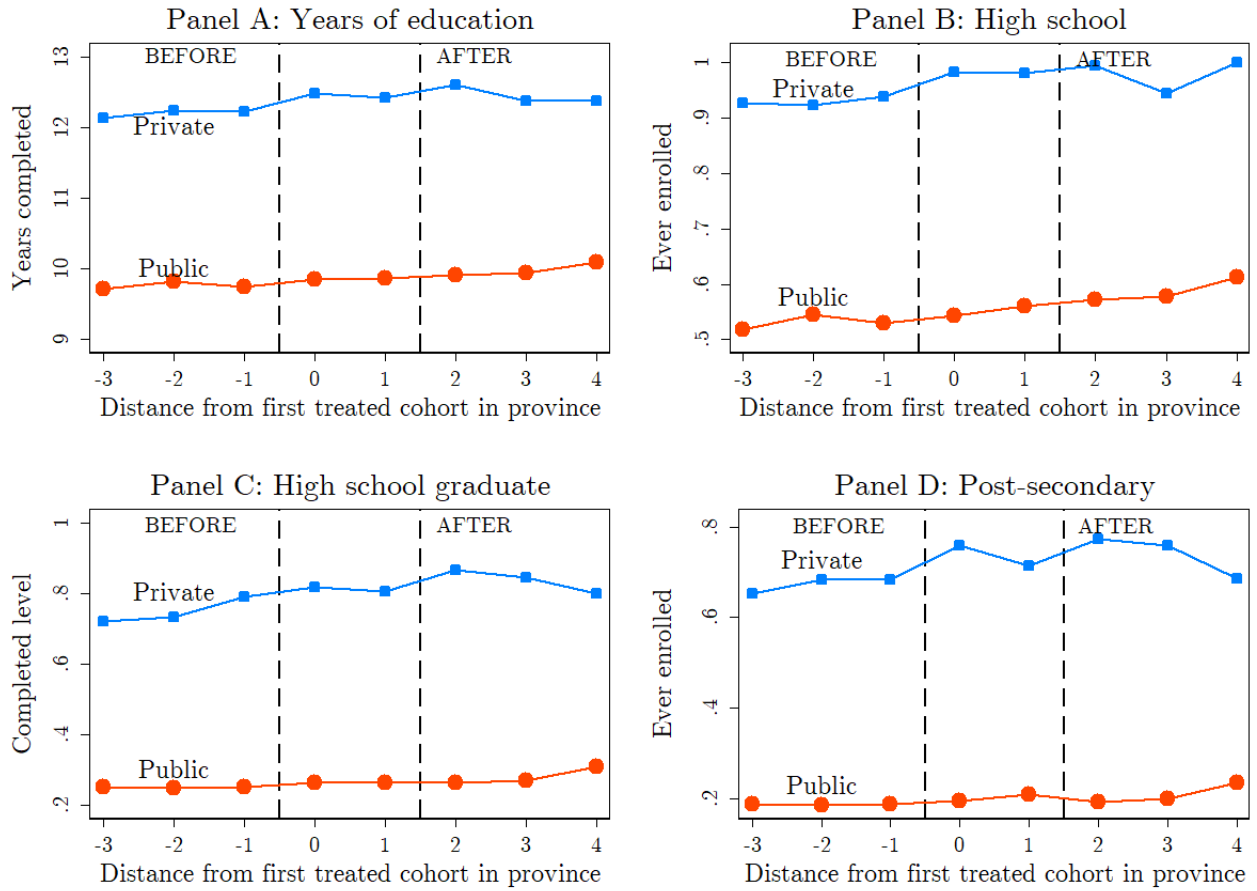 Panel A: Years of education
BEFORE
AFTER
Private
Public
Years completed
13
12
11
10
9
-3 -2 -1 0 1 2 3 4
Distance from first treated cohort in province
Panel B: High school
BEFORE
AFTER
Private
Public
Ever enrolled
1
.9
.8
.7
.6
.5
-3 -2 -1 0 1 2 3 4
Distance from first treated cohort in province
Panel C: High school graduate
BEFORE
AFTER
Private
Public
Completed level
1
.8
.6
.4
.2
-3 -2 -1 0 1 2 3 4
Distance from first treated cohort in province
Panel D: Post-secondary
BEFORE
AFTER
Private
Public
Ever enrolled
.8
.6
.4
.2
-3 -2 -1 0 1 2 3 4
Distance from first treated cohort in province